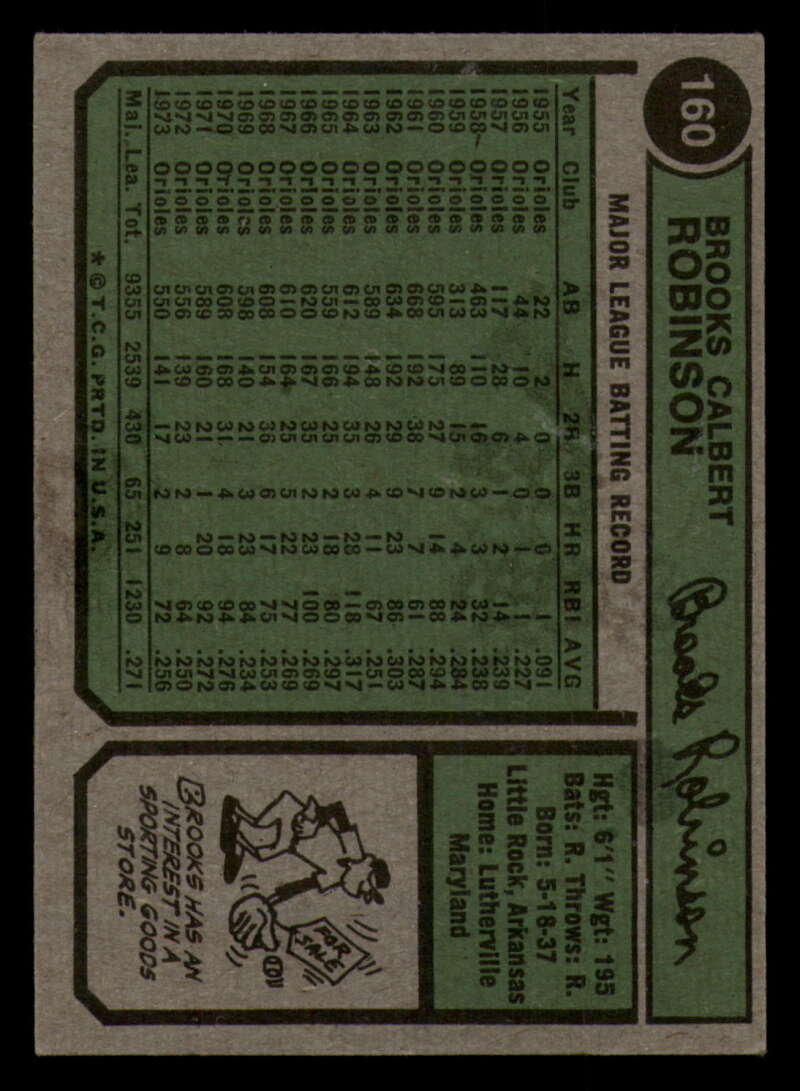 160
BROOKS CALBERT
ROBINSON
Brooks Robinson
MAJOR LEAGUE BATTING RECORD
Year Club AB H 2B 3B HR RBI AVG
1955 Orioles 22 2 0 0 0 1 .091
1956 Orioles 44 10 4 0 1 1 .227
1957 Orioles 117 28 6 1 2 14 .239
1958 Orioles 463 110 16 3 3 32 .238
1959 Orioles 313 89 15 2 4 24 .284
1960 Orioles 595 175 27 9 14 88 .294
1961 Orioles 668 192 38 7 7 61 .287
1962 Orioles 634 192 29 9 23 86 .303
1963 Orioles 589 148 26 4 11 67 .251
1964 Orioles 612 194 35 3 28 118 .317
1965 Orioles 559 166 25 2 18 80 .297
1966 Orioles 620 167 35 2 23 100 .269
1967 Orioles 610 164 25 5 22 77 .269
1968 Orioles 608 154 36 6 17 75 .253
1969 Orioles 598 140 21 3 23 84 .234
1970 Orioles 608 168 31 4 18 94 .276
1971 Orioles 589 160 21 1 20 92 .272
1972 Orioles 556 139 23 2 8 64 .250
1973 Orioles 550 141 17 2 9 72 .256
Maj. Lea. Tot. 9355 2539 430 65 251 1230 .271
* © T.C.G. PRTD. IN U.S.A.
Hgt: 6'1" Wgt: 195
Bats: R. Throws: R.
Born: 5-18-37
Little Rock, Arkansas
Home: Lutherville
Maryland
FOR
SALE
BROOKS HAS AN
INTEREST IN A
SPORTING GOODS
STORE.